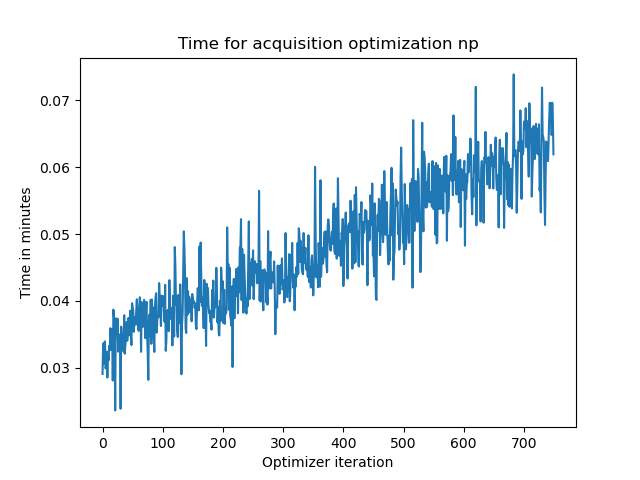 Time for acquisition optimization np
Time in minutes
0.07
0.06
0.05
0.04
0.03
0 100 200 300 400 500 600 700
Optimizer iteration